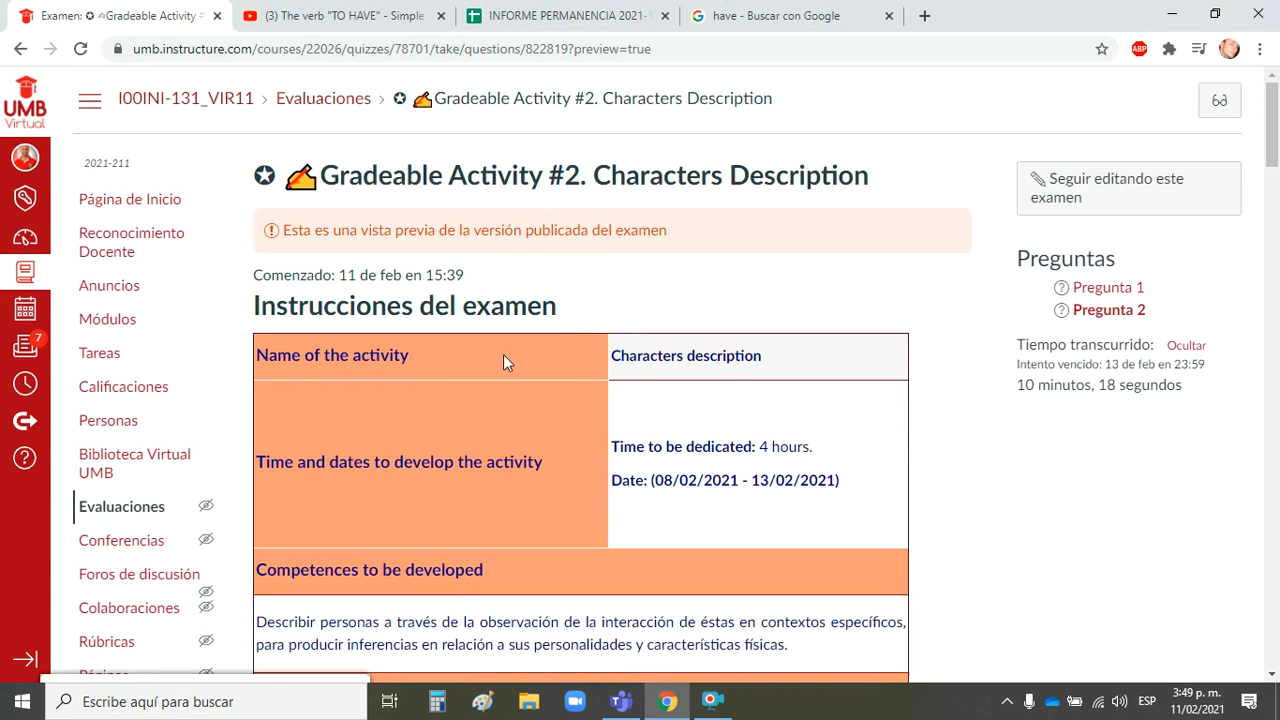 Examen: ✪ ✍Gradeable Activity #
(3) The verb "TO HAVE" - Simple
INFORME PERMANENCIA 2021-1
have - Buscar con Google
umb.instructure.com/courses/22026/quizzes/78701/take/questions/822819?preview=true
ABP
UMB
Virtual
I00INI-131_VIR11 > Evaluaciones > ✪ ✍Gradeable Activity #2. Characters Description
2021-211
Página de Inicio
Reconocimiento
Docente
Anuncios
Módulos
Tareas
Calificaciones
Personas
Biblioteca Virtual
UMB
Evaluaciones
Conferencias
Foros de discusión
Colaboraciones
Rúbricas
7
✪ ✍Gradeable Activity #2. Characters Description
Esta es una vista previa de la versión publicada del examen
Comenzado: 11 de feb en 15:39
Instrucciones del examen
Name of the activity
Characters description
Time and dates to develop the activity
Time to be dedicated: 4 hours.
Date: (08/02/2021 - 13/02/2021)
Competences to be developed
Describir personas a través de la observación de la interacción de éstas en contextos específicos,
para producir inferencias en relación a sus personalidades y características físicas.
Seguir editando este
examen
Preguntas
Pregunta 1
Pregunta 2
Tiempo transcurrido: Ocultar
Intento vencido: 13 de feb en 23:59
10 minutos, 18 segundos
Escribe aquí para buscar
ESP
3:49 p. m.
11/02/2021